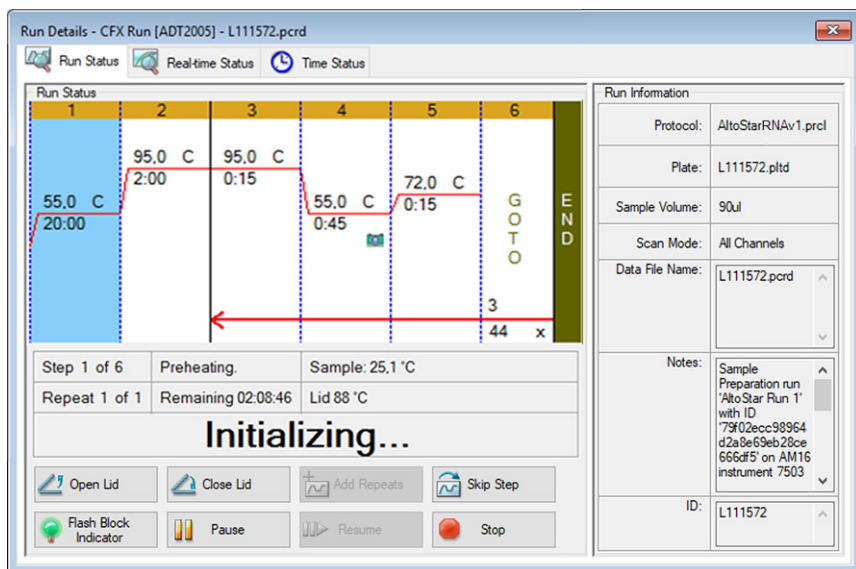 Run Details - CFX Run [ADT2005] - L111572.pcrd
Run Status Real-time Status Time Status
Run Status
1 2 3 4 5 6
95,0 C 95,0 C
2:00 0:15
72,0 C
55,0 C 55,0 C 0:15
20:00 0:45
GOTO
END
3
44 x
Step 1 of 6 Preheating. Sample: 25,1 °C
Repeat 1 of 1 Remaining 02:08:46 Lid 88 °C
Initializing...
Open Lid Close Lid Add Repeats Skip Step
Flash Block
Indicator Pause Resume Stop
Run Information
Protocol: AltoStarRNAv1.prcl
Plate: L111572.pltd
Sample Volume: 90ul
Scan Mode: All Channels
Data File Name: L111572.pcrd
Notes: Sample
Preparation run
'AltoStar Run 1'
with ID
'79f02ecc98964
d2a8e69eb28ce
666df5' on AM16
instrument 7503
ID: L111572